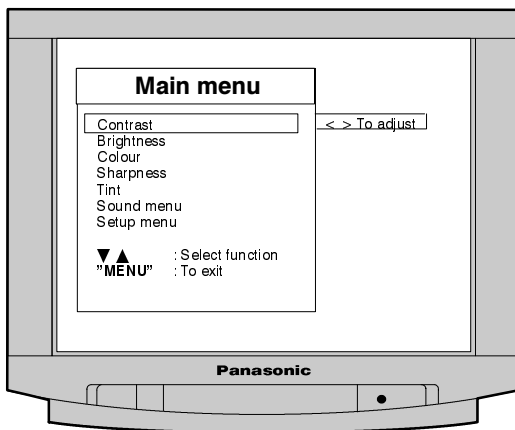 Main menu
Contrast
< > To adjust
Brightness
Colour
Sharpness
Tint
Sound menu
Setup menu
▼ ▲ : Select function
”MENU” : To exit
Panasonic